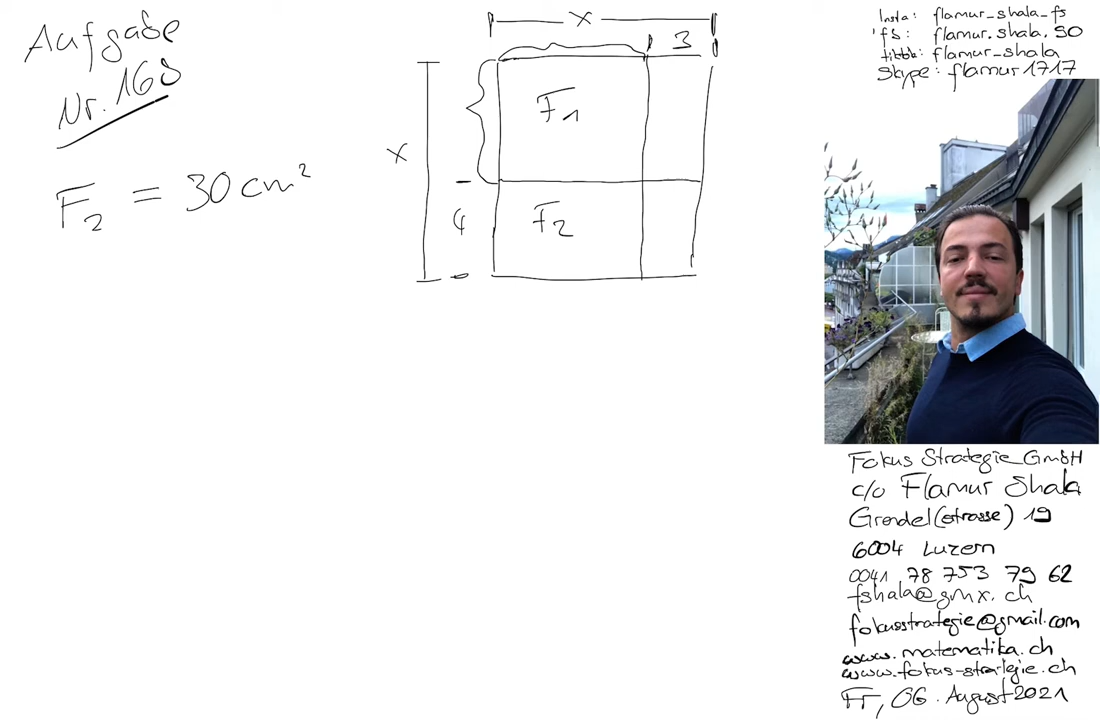 Aufgabe
Nr. 168
F2 = 30 cm²
x
3
x
4
F1
F2
Insta: flamur_shala_fs
fb: flamur.shala.90
tiktok: flamur_shala
Skype: flamur1717
Fokus Strategie GmbH
c/o Flamur Shala
Grendel(strasse) 19
6004 Luzern
0041 78 753 79 62
fshala@gmx.ch
fokusstrategie@gmail.com
www.matematika.ch
www.fokus-strategie.ch
Fr, 06. August 2021